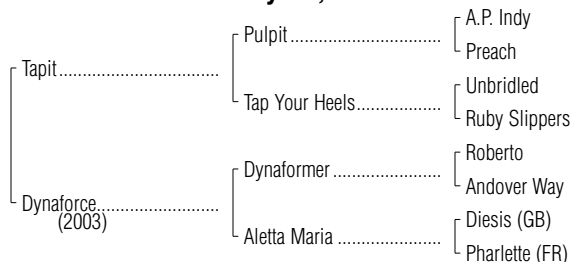 Tapit
Dynaforce
(2003)
Pulpit
Tap Your Heels
Dynaformer
Aletta Maria
A.P. Indy
Preach
Unbridled
Ruby Slippers
Roberto
Andover Way
Diesis (GB)
Pharlette (FR)